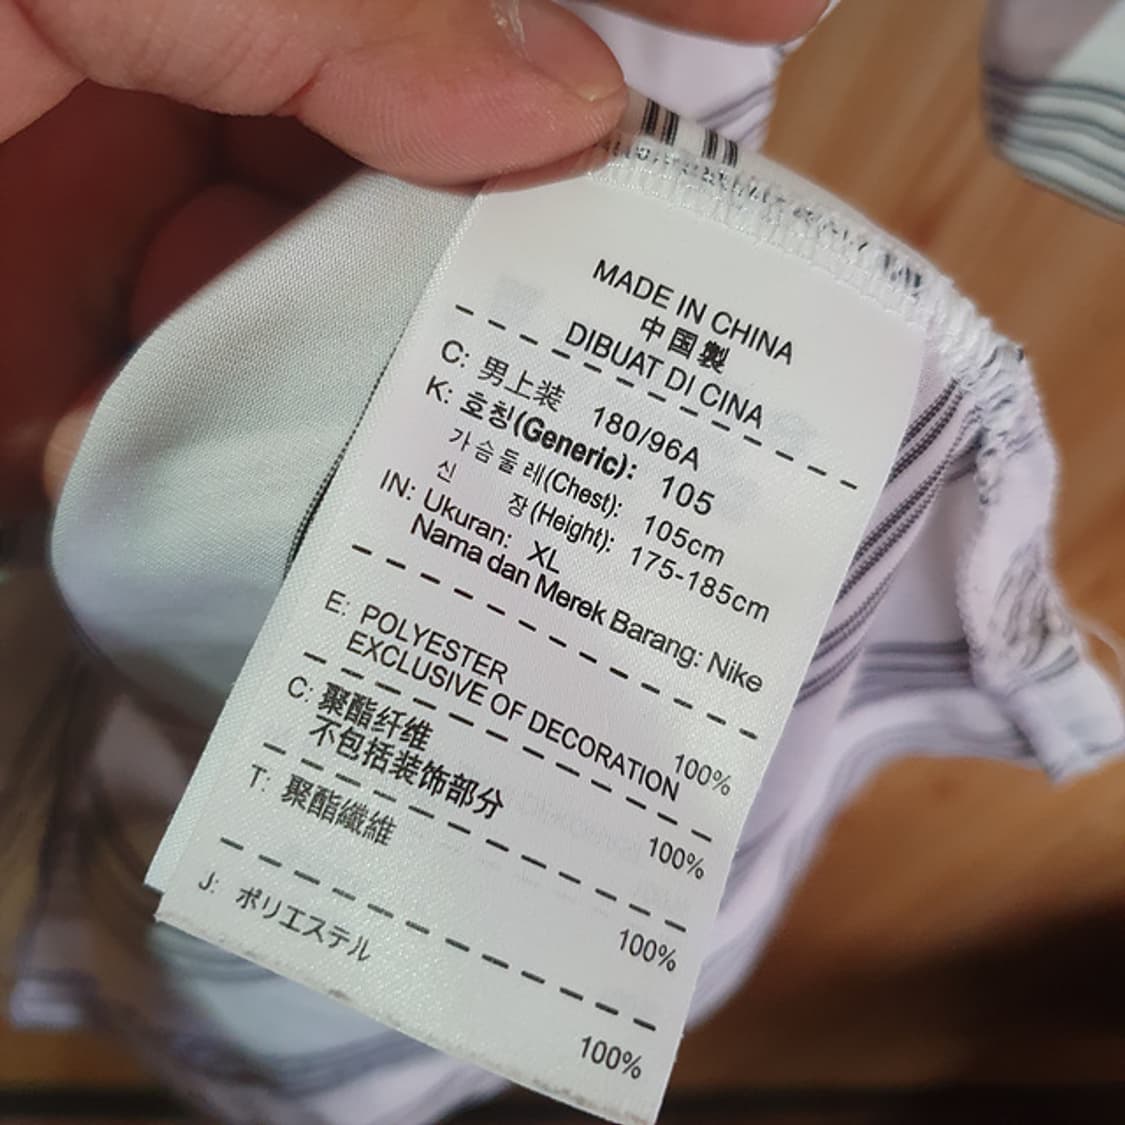 MADE IN CHINA
中国製
DIBUAT DI CINA
C: 男上装 180/96A
K: 호칭(Generic): 105
가슴둘레(Chest): 105cm
신 장(Height): 175-185cm
IN: Ukuran: XL
Nama dan Merek Barang: Nike
E: POLYESTER 100%
EXCLUSIVE OF DECORATION
C: 聚酯纤维 100%
不包括装饰部分
T: 聚酯纖維 100%
J: ポリエステル 100%